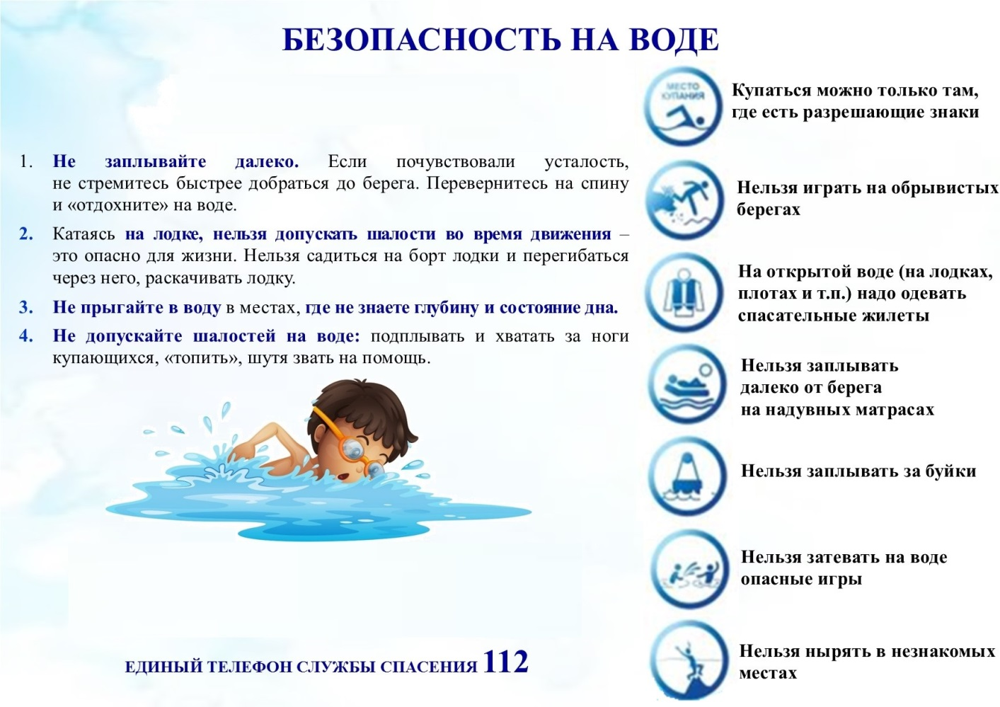 БЕЗОПАСНОСТЬ НА ВОДЕ
1. Не заплывайте далеко. Если почувствовали усталость,
не стремитесь быстрее добраться до берега. Перевернитесь на спину
и «отдохните» на воде.
2. Катаясь на лодке, нельзя допускать шалости во время движения –
это опасно для жизни. Нельзя садиться на борт лодки и перегибаться
через него, раскачивать лодку.
3. Не прыгайте в воду в местах, где не знаете глубину и состояние дна.
4. Не допускайте шалостей на воде: подплывать и хватать за ноги
купающихся, «топить», шутя звать на помощь.
ЕДИНЫЙ ТЕЛЕФОН СЛУЖБЫ СПАСЕНИЯ 112
МЕСТО
КУПАНИЯ
Купаться можно только там,
где есть разрешающие знаки
Нельзя играть на обрывистых
берегах
На открытой воде (на лодках,
плотах и т.п.) надо одевать
спасательные жилеты
Нельзя заплывать
далеко от берега
на надувных матрасах
Нельзя заплывать за буйки
Нельзя затевать на воде
опасные игры
Нельзя нырять в незнакомых
местах